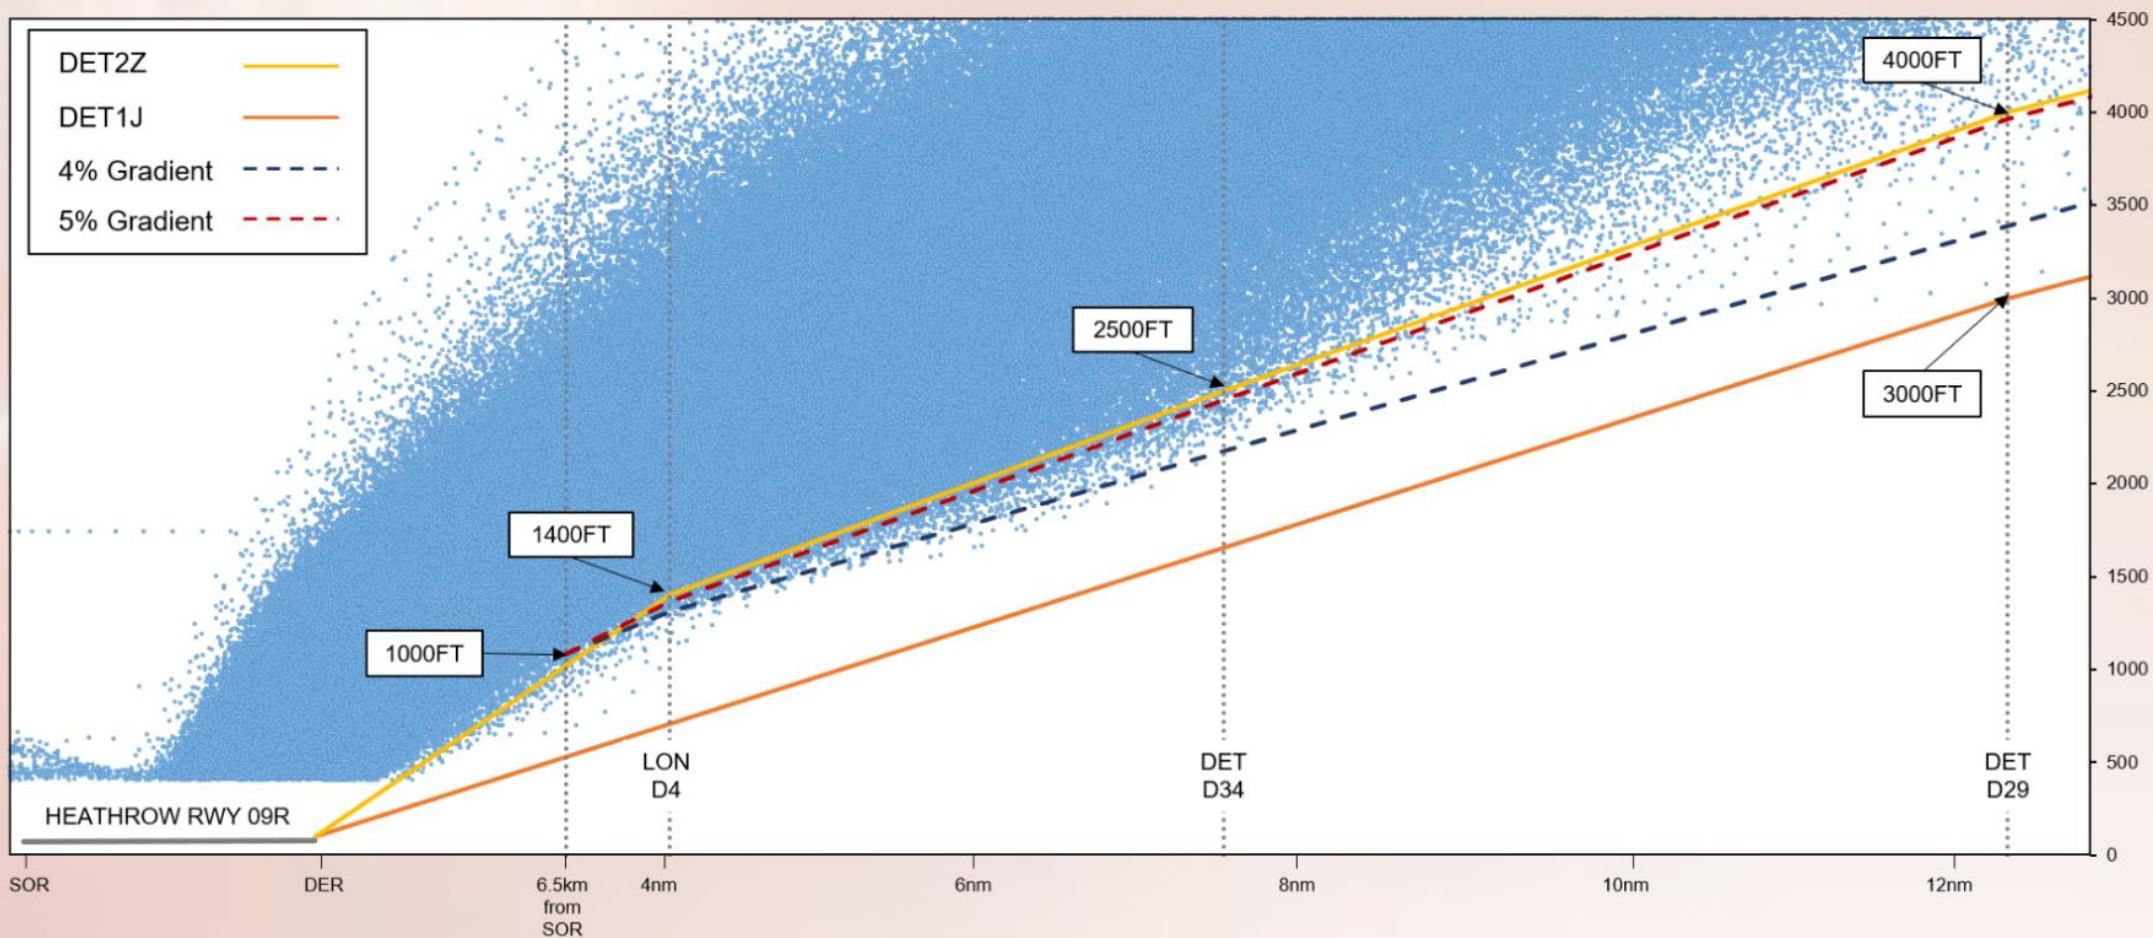 DET2Z
DET1J
4% Gradient
5% Gradient
4000FT
2500FT
3000FT
1400FT
1000FT
HEATHROW RWY 09R
LON
D4
DET
D34
DET
D29
4500
4000
3500
3000
2500
2000
1500
1000
500
0
SOR
DER
6.5km
from
SOR
4nm
6nm
8nm
10nm
12nm